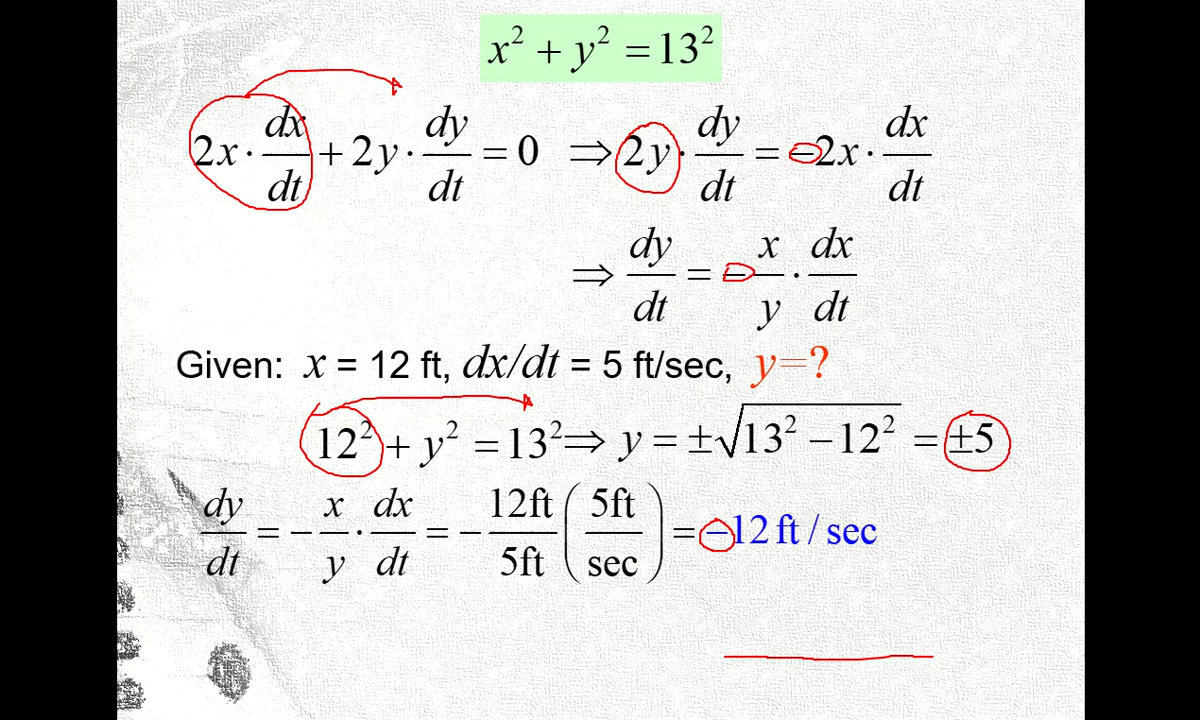 x² + y² = 13²
2x · dx/dt + 2y · dy/dt = 0 ⇒ 2y · dy/dt = −2x · dx/dt
⇒ dy/dt = − x/y · dx/dt
Given: x = 12 ft, dx/dt = 5 ft/sec, y=?
12² + y² = 13² ⇒ y = ±√(13² − 12²) = ±5
dy/dt = − x/y · dx/dt = − 12ft/5ft (5ft/sec) = −12 ft / sec